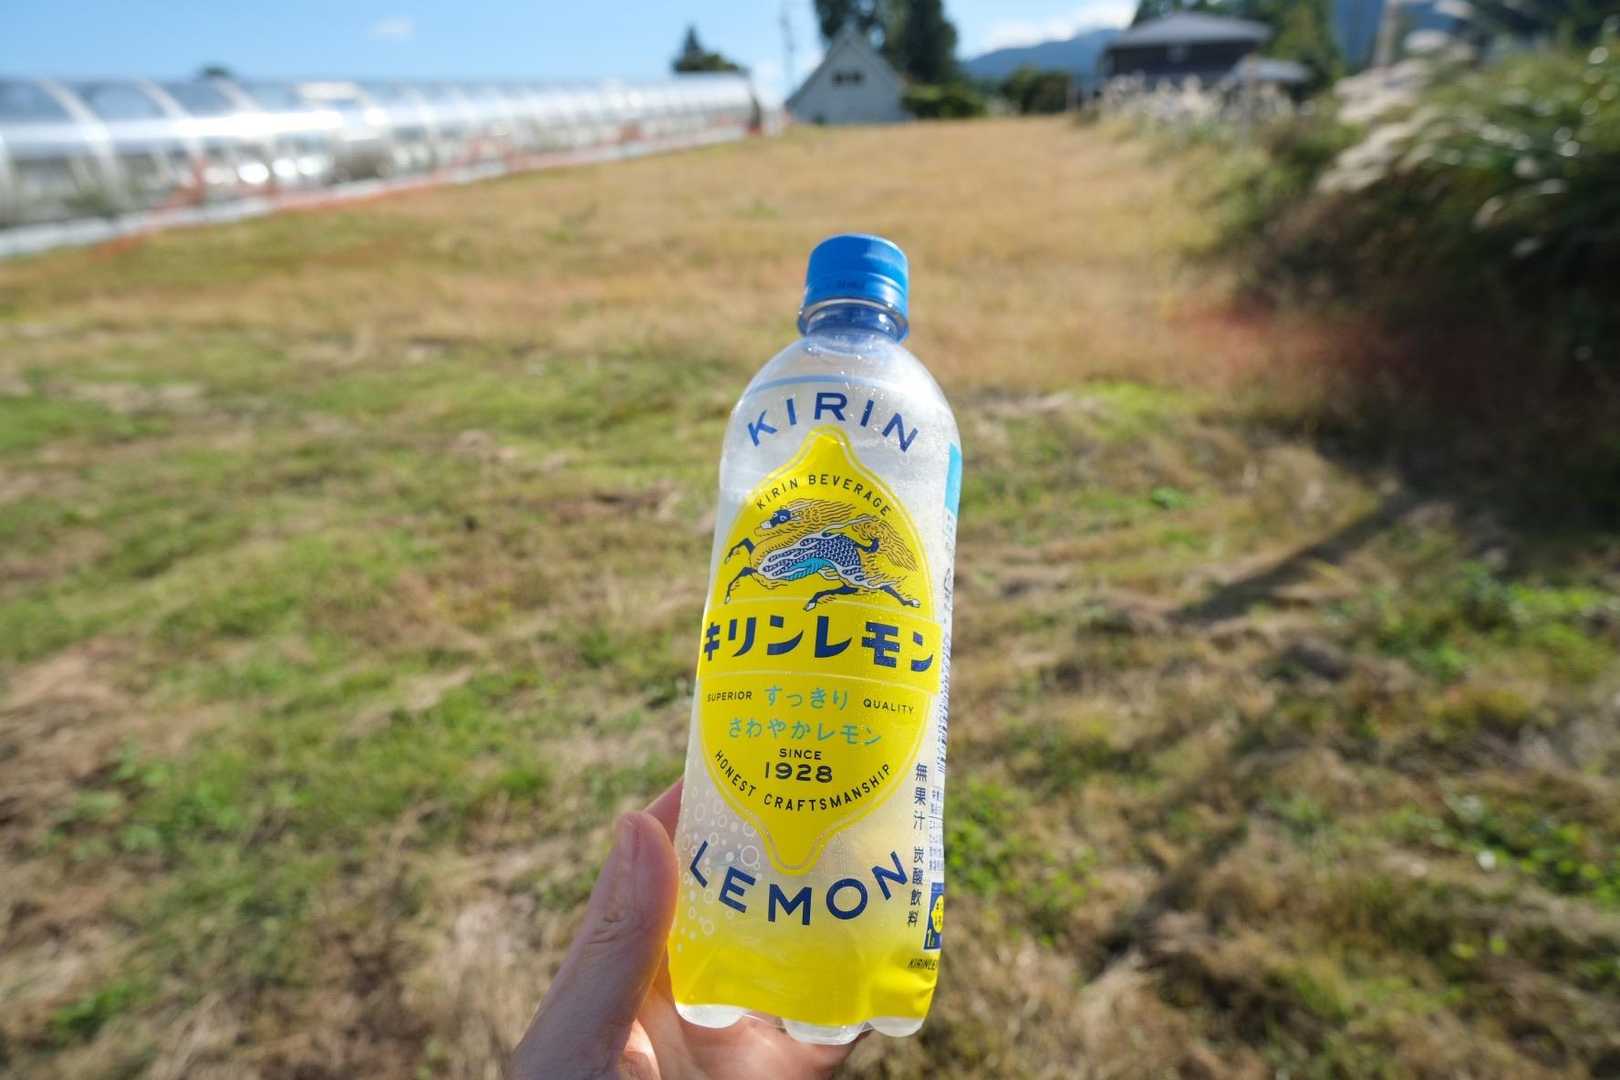 KIRIN
KIRIN BEVERAGE
キリンレモン
SUPERIOR すっきり QUALITY
さわやかレモン
SINCE
1928
HONEST CRAFTSMANSHIP
LEMON
無果汁 炭酸飲料